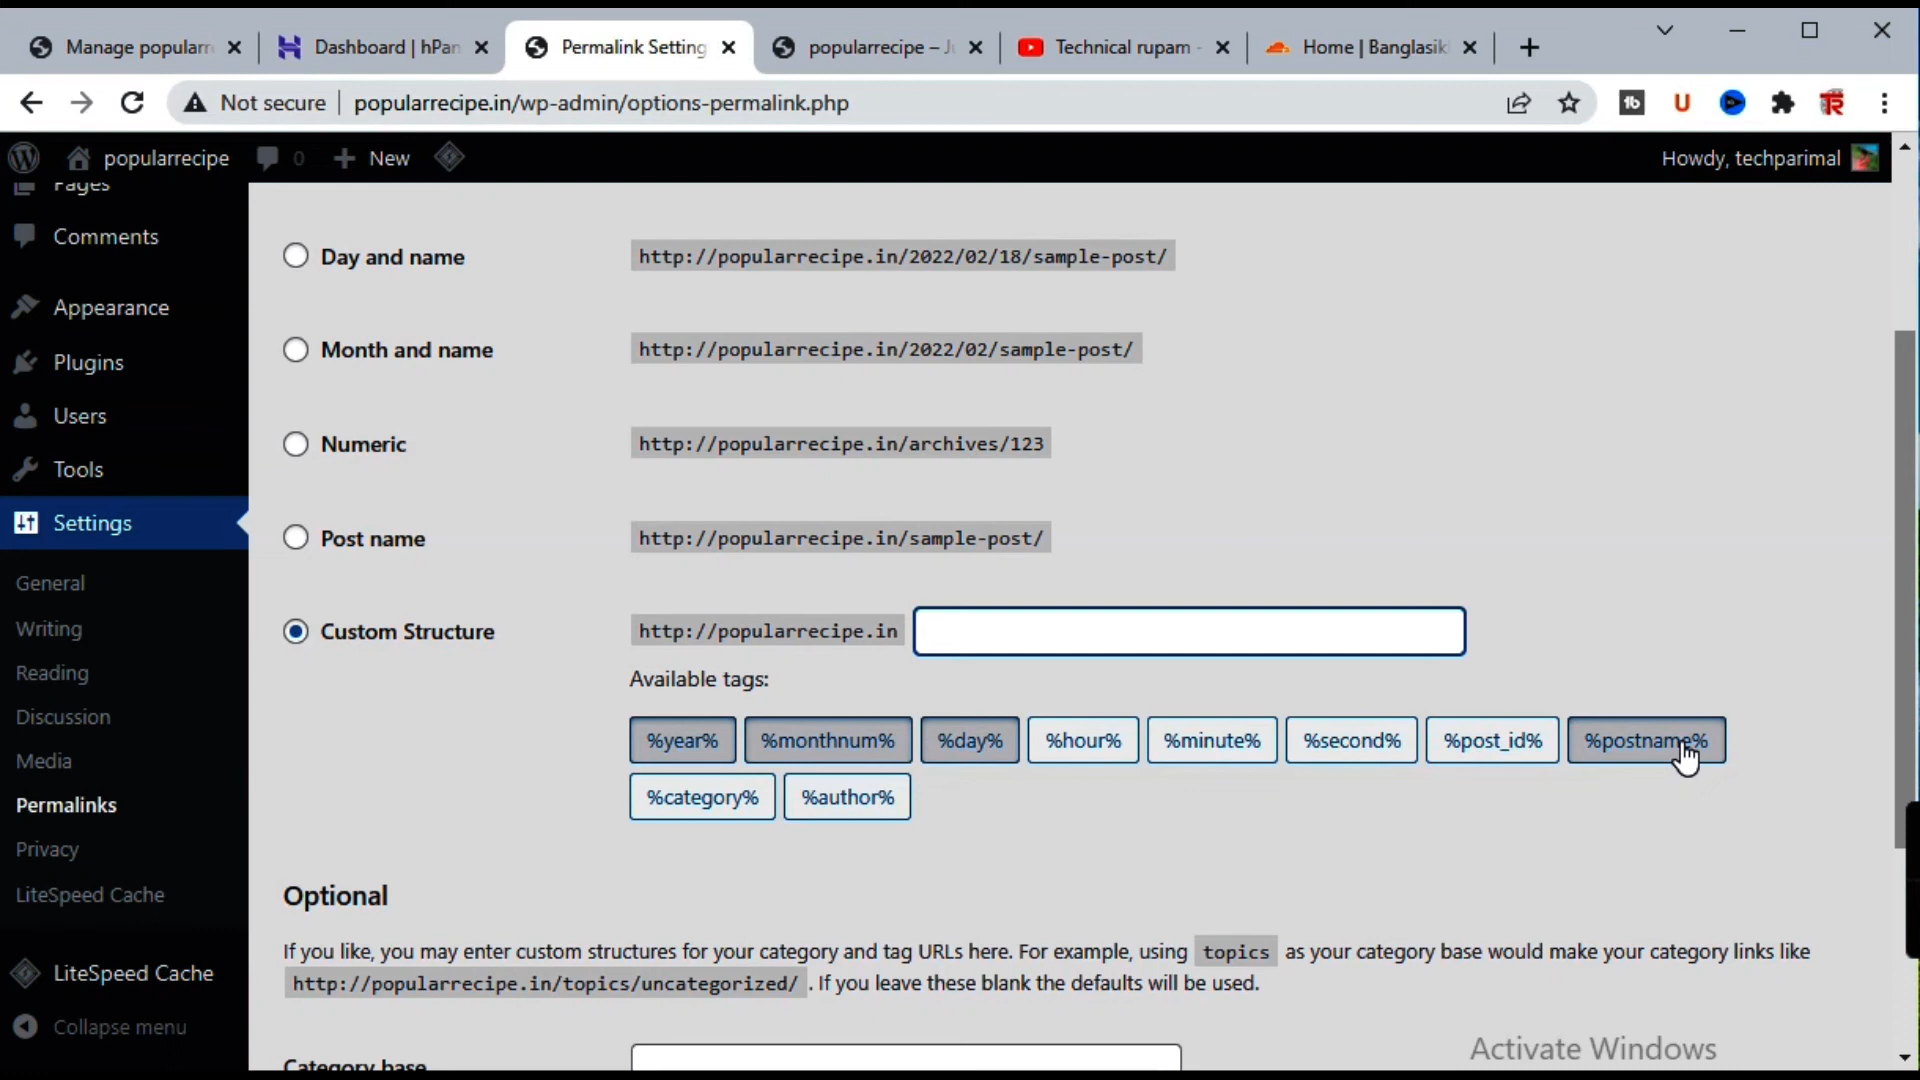 Manage popularr
Dashboard | hPan
Permalink Setting
popularrecipe – Ju
Technical rupam -
Home | Banglasik
Not secure
popularrecipe.in/wp-admin/options-permalink.php
popularrecipe
0
New
Howdy, techparimal
Pages
Comments
Appearance
Plugins
Users
Tools
Settings
General
Writing
Reading
Discussion
Media
Permalinks
Privacy
LiteSpeed Cache
LiteSpeed Cache
Collapse menu
Day and name http://popularrecipe.in/2022/02/18/sample-post/
Month and name http://popularrecipe.in/2022/02/sample-post/
Numeric http://popularrecipe.in/archives/123
Post name http://popularrecipe.in/sample-post/
Custom Structure http://popularrecipe.in
Available tags:
%year% %monthnum% %day% %hour% %minute% %second% %post_id% %postname%
%category% %author%
Optional
If you like, you may enter custom structures for your category and tag URLs here. For example, using topics as your category base would make your category links like
http://popularrecipe.in/topics/uncategorized/ . If you leave these blank the defaults will be used.
Category base
Activate Windows